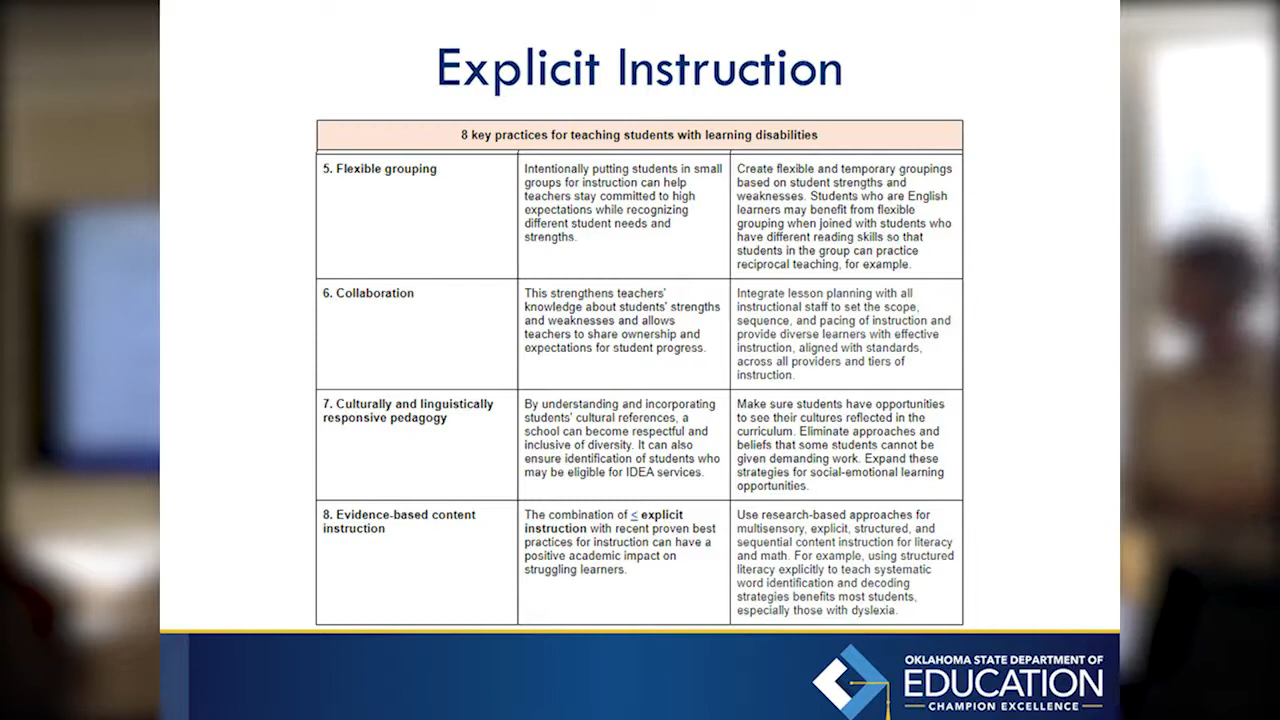 Explicit Instruction
8 key practices for teaching students with learning disabilities
5. Flexible grouping
Intentionally putting students in small
groups for instruction can help
teachers stay committed to high
expectations while recognizing
different student needs and
strengths.
Create flexible and temporary groupings
based on student strengths and
weaknesses. Students who are English
learners may benefit from flexible
grouping when joined with students who
have different reading skills so that
students in the group can practice
reciprocal teaching, for example.
6. Collaboration
This strengthens teachers'
knowledge about students' strengths
and weaknesses and allows
teachers to share ownership and
expectations for student progress.
Integrate lesson planning with all
instructional staff to set the scope,
sequence, and pacing of instruction and
provide diverse learners with effective
instruction, aligned with standards,
across all providers and tiers of
instruction.
7. Culturally and linguistically
responsive pedagogy
By understanding and incorporating
students' cultural references, a
school can become respectful and
inclusive of diversity. It can also
ensure identification of students who
may be eligible for IDEA services.
Make sure students have opportunities
to see their cultures reflected in the
curriculum. Eliminate approaches and
beliefs that some students cannot be
given demanding work. Expand these
strategies for social-emotional learning
opportunities.
8. Evidence-based content
instruction
The combination of < explicit
instruction with recent proven best
practices for instruction can have a
positive academic impact on
struggling learners.
Use research-based approaches for
multisensory, explicit, structured, and
sequential content instruction for literacy
and math. For example, using structured
literacy explicitly to teach systematic
word identification and decoding
strategies benefits most students,
especially those with dyslexia.
OKLAHOMA STATE DEPARTMENT OF
EDUCATION
CHAMPION EXCELLENCE